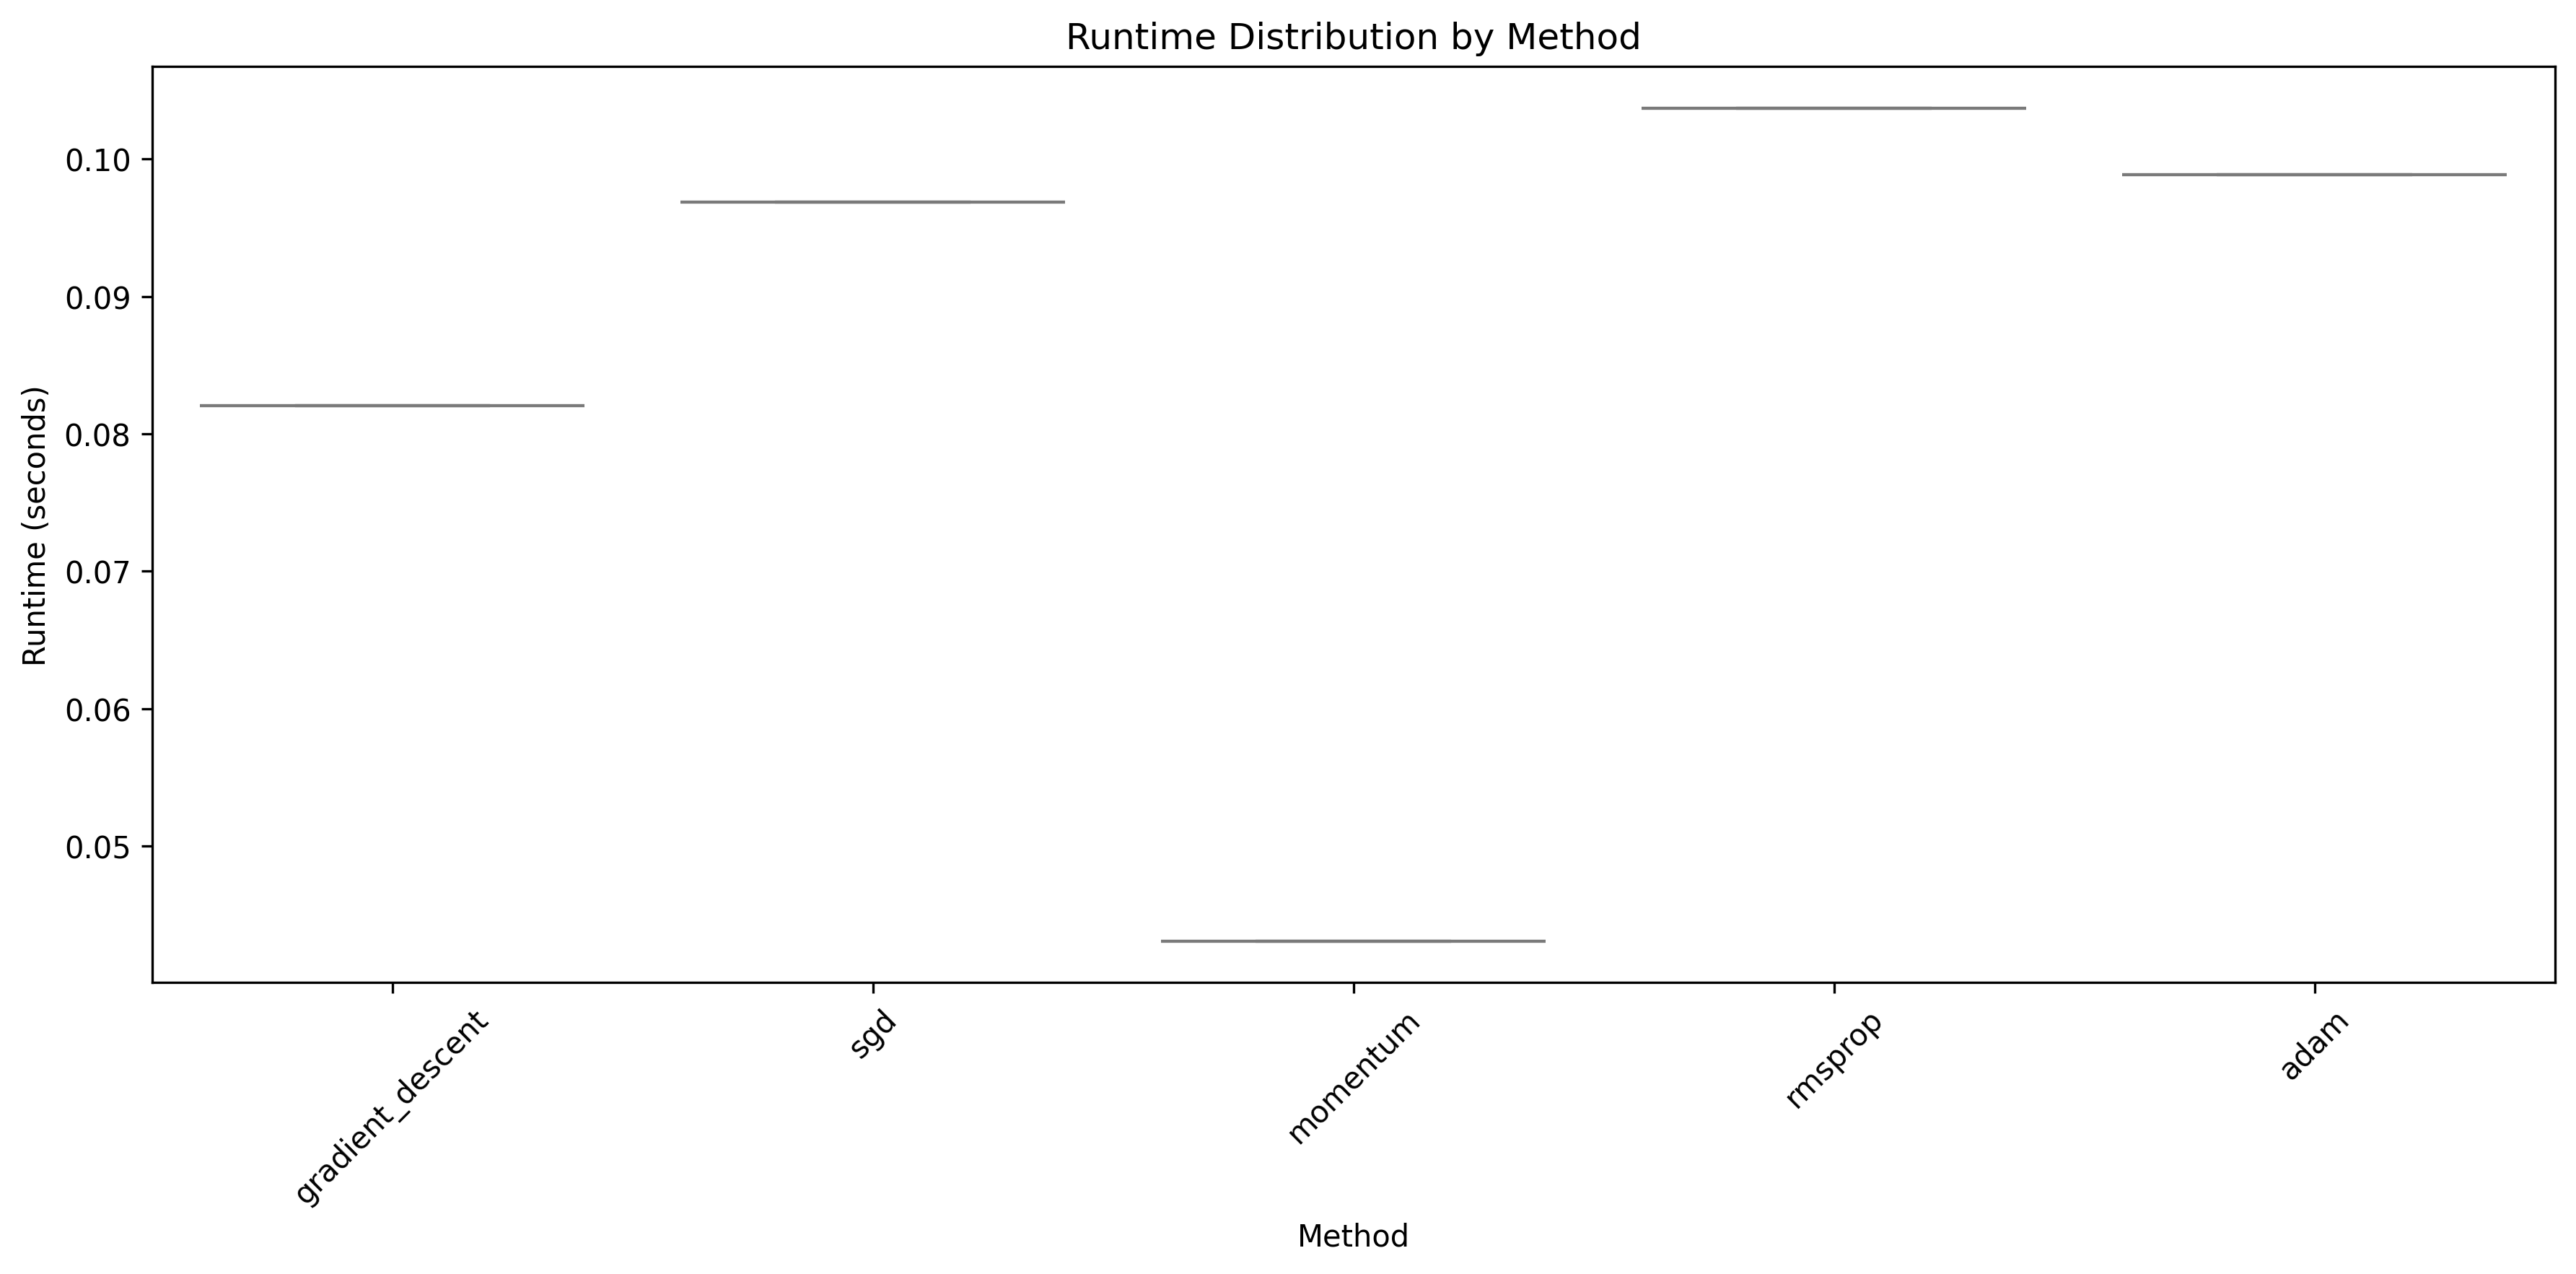 Runtime Distribution by Method
Runtime (seconds)
0.10
0.09
0.08
0.07
0.06
0.05
gradient_descent
sgd
momentum
rmsprop
adam
Method